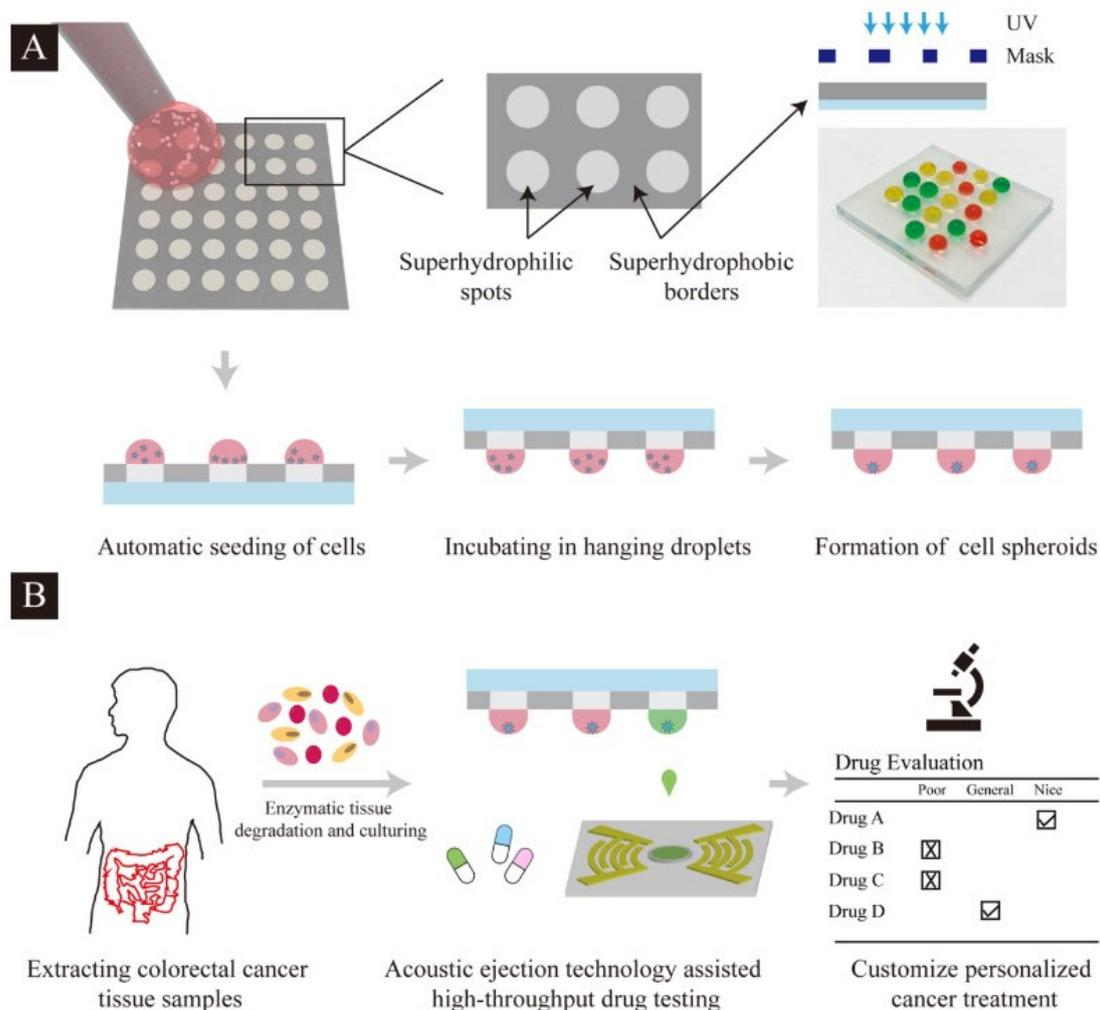 A
UV
Mask
Superhydrophilic
spots
Superhydrophobic
borders
Automatic seeding of cells
Incubating in hanging droplets
Formation of cell spheroids
B
Enzymatic tissue
degradation and culturing
Extracting colorectal cancer
tissue samples
Acoustic ejection technology assisted
high-throughput drug testing
Drug Evaluation
Poor General Nice
Drug A
Drug B
Drug C
Drug D
Customize personalized
cancer treatment